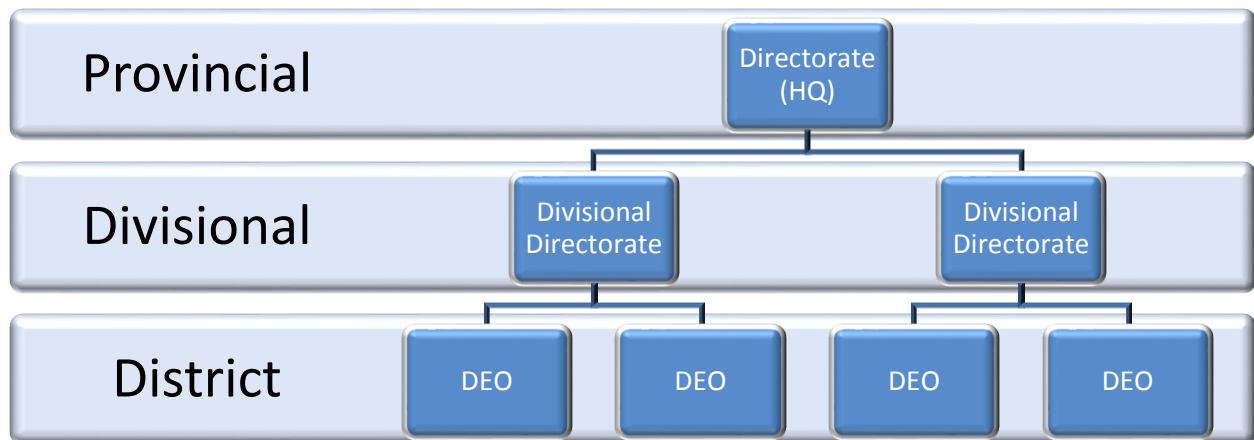 Provincial
Directorate
(HQ)
Divisional
Divisional
Directorate
Divisional
Directorate
District
DEO
DEO
DEO
DEO